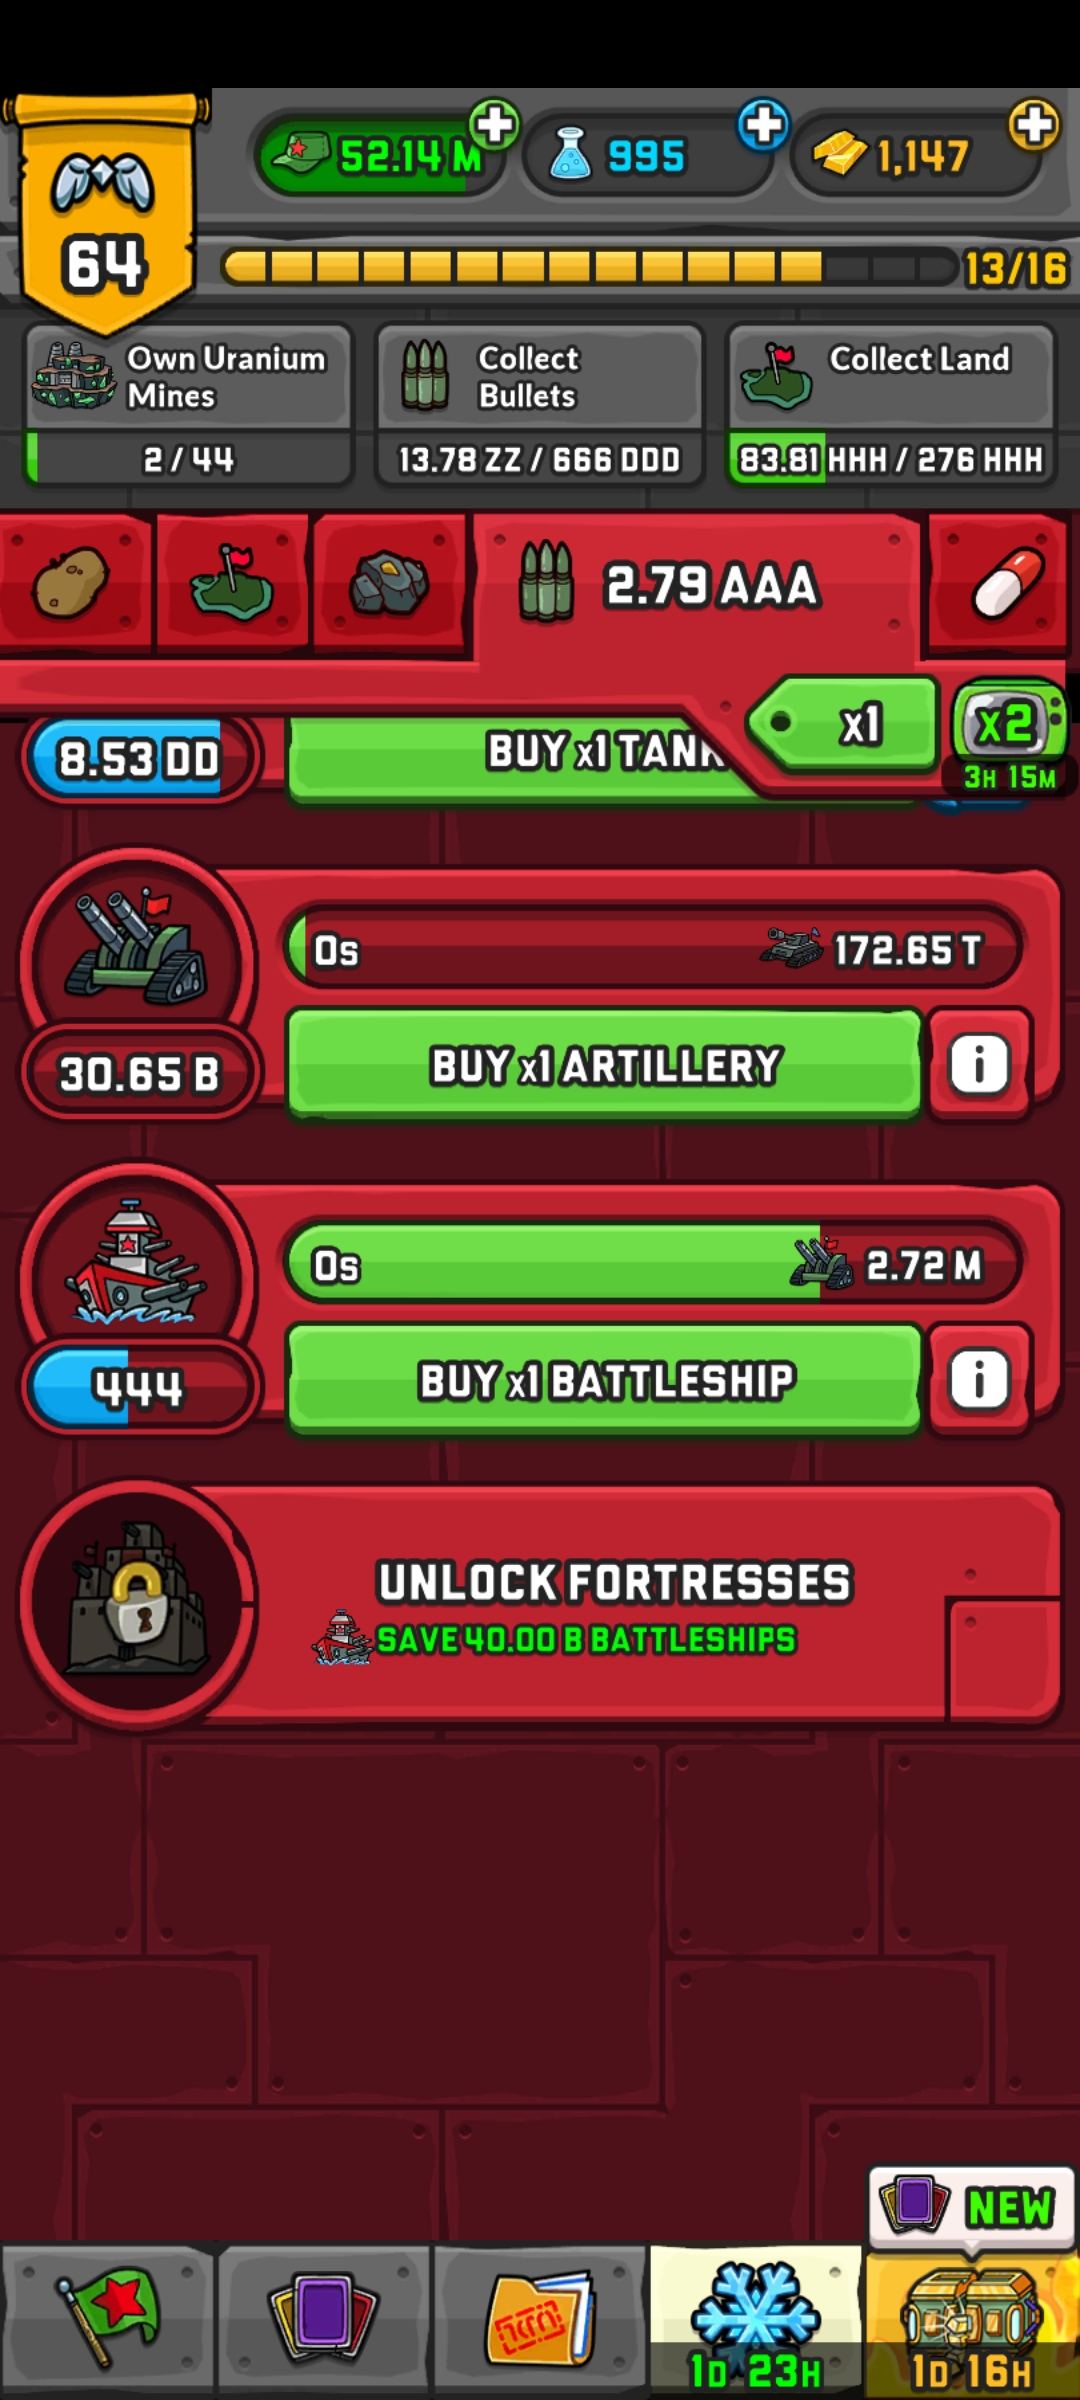 52.14 M
995
1,147
64
13/16
Own Uranium
Mines
2 / 44
Collect
Bullets
13.78 ZZ / 666 DDD
Collect Land
83.81 HHH / 276 HHH
2.79 AAA
x1
x2
3H 15M
8.53 DD
BUY x1 TANK
0s
172.65 T
30.65 B
BUY x1 ARTILLERY
i
0s
2.72 M
444
BUY x1 BATTLESHIP
i
UNLOCK FORTRESSES
SAVE 40.00 B BATTLESHIPS
NEW
1D 23H
1D 16H